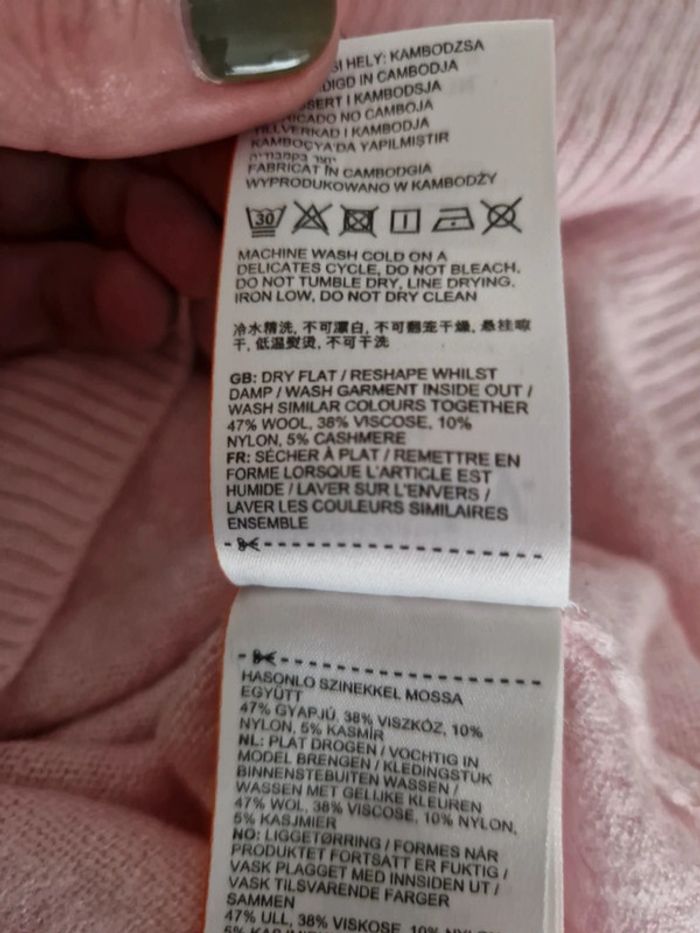 HELY: KAMBODZSA
IN CAMBODJA
I KAMBODSJA
NO CAMBOJA
TILLVERKAD I KAMBODJA
KAMBOÇYA'DA YAPILMIŞTIR
FABRICAT ÎN CAMBODGIA
WYPRODUKOWANO W KAMBODŻY
30
MACHINE WASH COLD ON A
DELICATES CYCLE, DO NOT BLEACH,
DO NOT TUMBLE DRY, LINE DRYING,
IRON LOW, DO NOT DRY CLEAN
冷水精洗, 不可漂白, 不可翻宠干燥, 悬桂晾
干, 低温熨烫, 不可干洗
GB: DRY FLAT / RESHAPE WHILST
DAMP / WASH GARMENT INSIDE OUT /
WASH SIMILAR COLOURS TOGETHER
47% WOOL, 38% VISCOSE, 10%
NYLON, 5% CASHMERE
FR: SÉCHER À PLAT / REMETTRE EN
FORME LORSQUE L'ARTICLE EST
HUMIDE / LAVER SUR L'ENVERS /
LAVER LES COULEURS SIMILAIRES
ENSEMBLE
HASONLO SZINEKKEL MOSSA
EGYÜTT
47% GYAPJÚ, 38% VISZKÓZ, 10%
NYLON, 5% KASMÍR
NL: PLAT DROGEN / VOCHTIG IN
MODEL BRENGEN / KLEDINGSTUK
BINNENSTEBUITEN WASSEN /
WASSEN MET GELIJKE KLEUREN
47% WOL, 38% VISCOSE, 10% NYLON,
5% KASJMIER
NO: LIGGETØRRING / FORMES NÅR
PRODUKTET FORTSATT ER FUKTIG /
VASK PLAGGET MED INNSIDEN UT /
VASK TILSVARENDE FARGER
SAMMEN
47% ULL, 38% VISKOSE, 10% NYLON